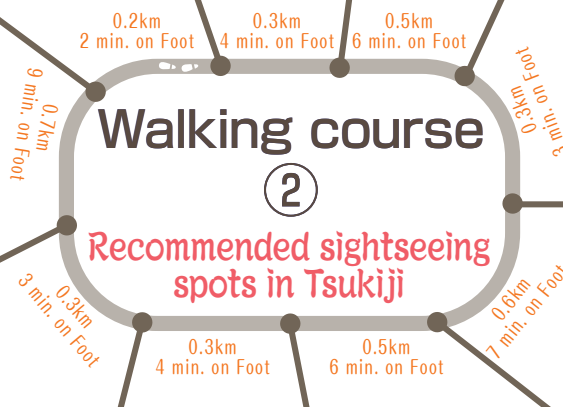 0.2km
2 min. on Foot
0.3km
4 min. on Foot
0.5km
6 min. on Foot
0.3km
3 min. on Foot
0.7km
9 min. on Foot
Walking course
2
Recommended sightseeing
spots in Tsukiji
0.3km
3 min. on Foot
0.3km
4 min. on Foot
0.5km
6 min. on Foot
0.6km
7 min. on Foot